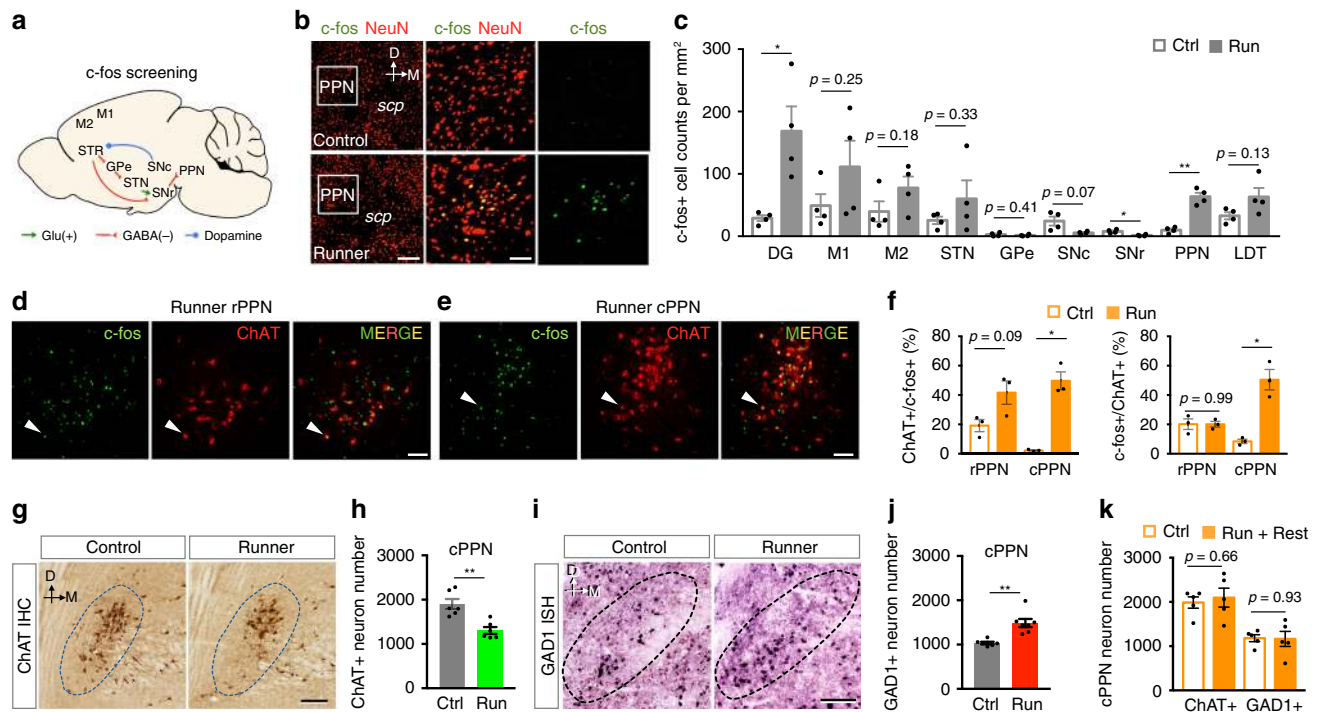 a
c-fos screening
M1
M2
STR
GPe
SNc
PPN
STN
SNr
Glu(+) GABA(–) Dopamine
b
c-fos NeuN c-fos NeuN c-fos
D
M
PPN
scp
Control
PPN
scp
Runner
c
c-fos+ cell counts per mm²
300
200
100
0
Ctrl Run
*
p = 0.25
p = 0.18
p = 0.33
p = 0.41
p = 0.07
*
**
p = 0.13
DG M1 M2 STN GPe SNc SNr PPN LDT
d
Runner rPPN
c-fos ChAT MERGE
e
Runner cPPN
c-fos ChAT MERGE
f
Ctrl Run
ChAT+/c-fos+ (%)
80
60
40
20
0
p = 0.09
*
rPPN cPPN
c-fos+/ChAT+ (%)
80
60
40
20
0
p = 0.99
*
rPPN cPPN
g
Control Runner
ChAT IHC
D
M
h
cPPN
ChAT+ neuron number
3000
2000
1000
0
**
Ctrl Run
i
Control Runner
GAD1 ISH
D
M
j
cPPN
GAD1+ neuron number
3000
2000
1000
0
**
Ctrl Run
k
Ctrl Run + Rest
cPPN neuron number
3000
2000
1000
0
p = 0.66
p = 0.93
ChAT+ GAD1+